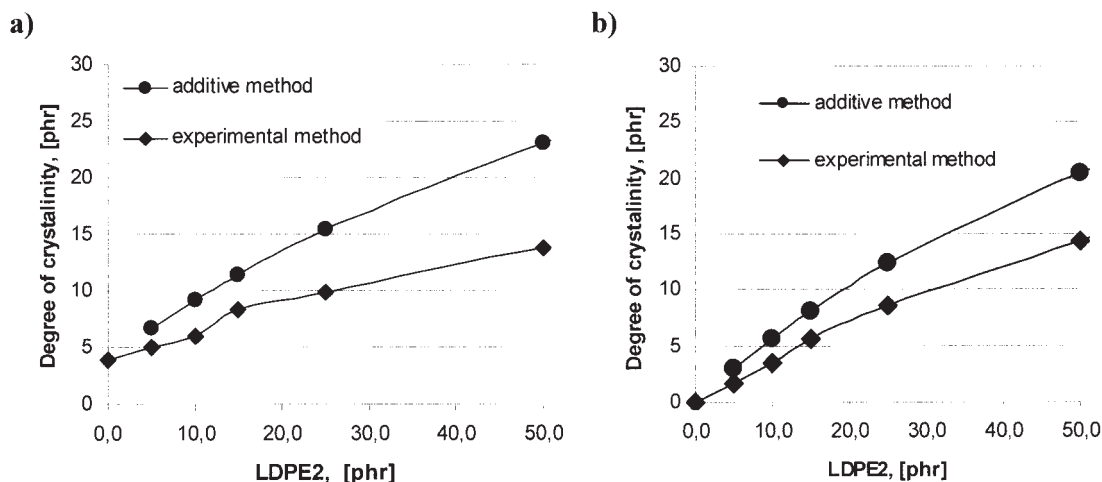 a)
Degree of crystalinity, [phr]
30
25
20
15
10
5
0
additive method
experimental method
0,0 10,0 20,0 30,0 40,0 50,0
LDPE2, [phr]
b)
Degree of crystalinity, [phr]
30
25
20
15
10
5
0
additive method
experimental method
0,0 10,0 20,0 30,0 40,0 50,0
LDPE2, [phr]